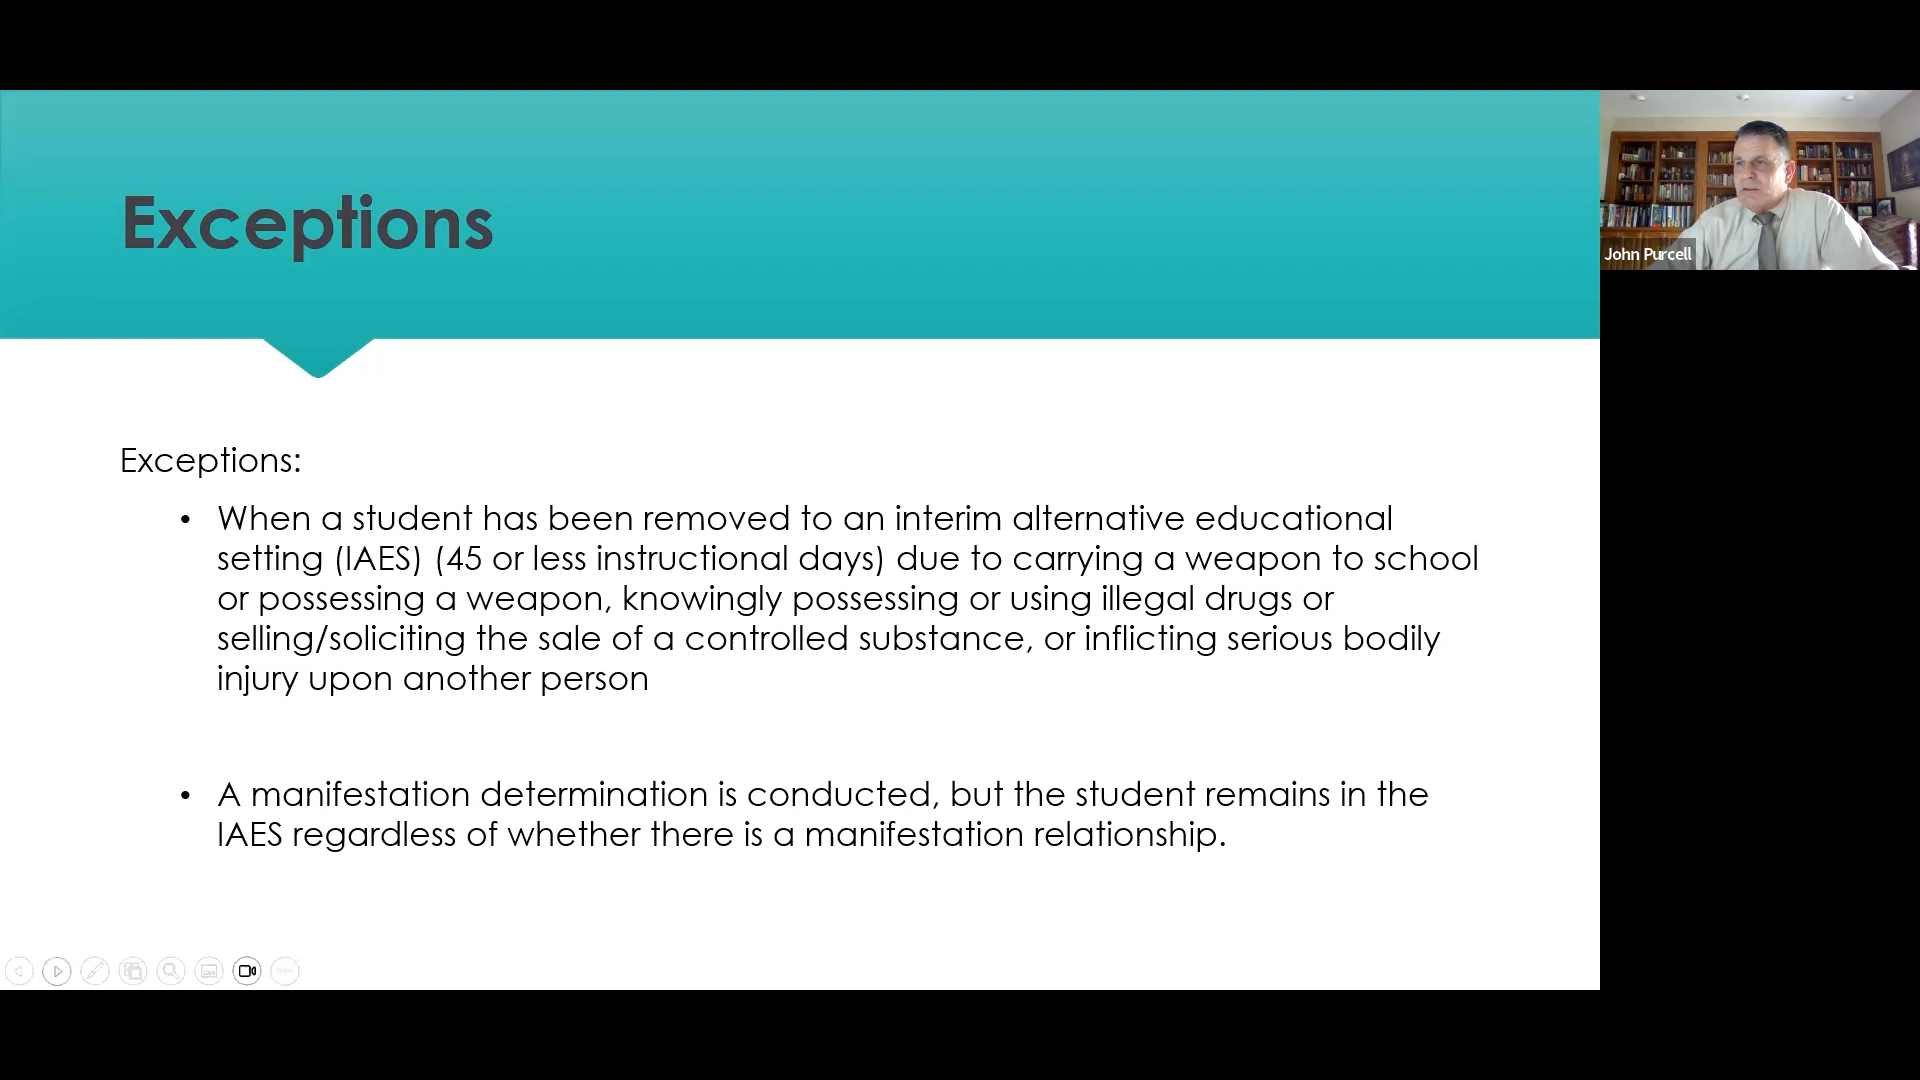 Exceptions
John Purcell
Exceptions:
• When a student has been removed to an interim alternative educational
setting (IAES) (45 or less instructional days) due to carrying a weapon to school
or possessing a weapon, knowingly possessing or using illegal drugs or
selling/soliciting the sale of a controlled substance, or inflicting serious bodily
injury upon another person
• A manifestation determination is conducted, but the student remains in the
IAES regardless of whether there is a manifestation relationship.